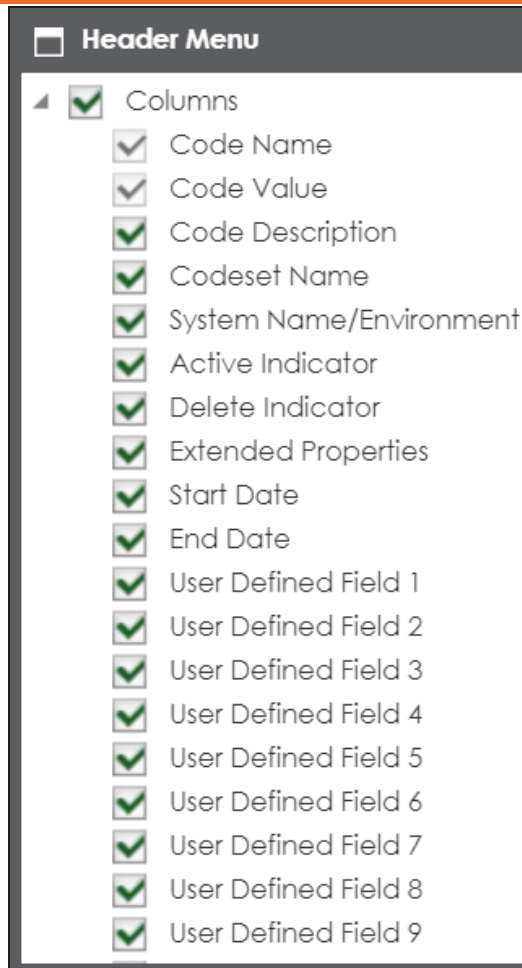 Header Menu
Columns
Code Name
Code Value
Code Description
Codeset Name
System Name/Environment
Active Indicator
Delete Indicator
Extended Properties
Start Date
End Date
User Defined Field 1
User Defined Field 2
User Defined Field 3
User Defined Field 4
User Defined Field 5
User Defined Field 6
User Defined Field 7
User Defined Field 8
User Defined Field 9